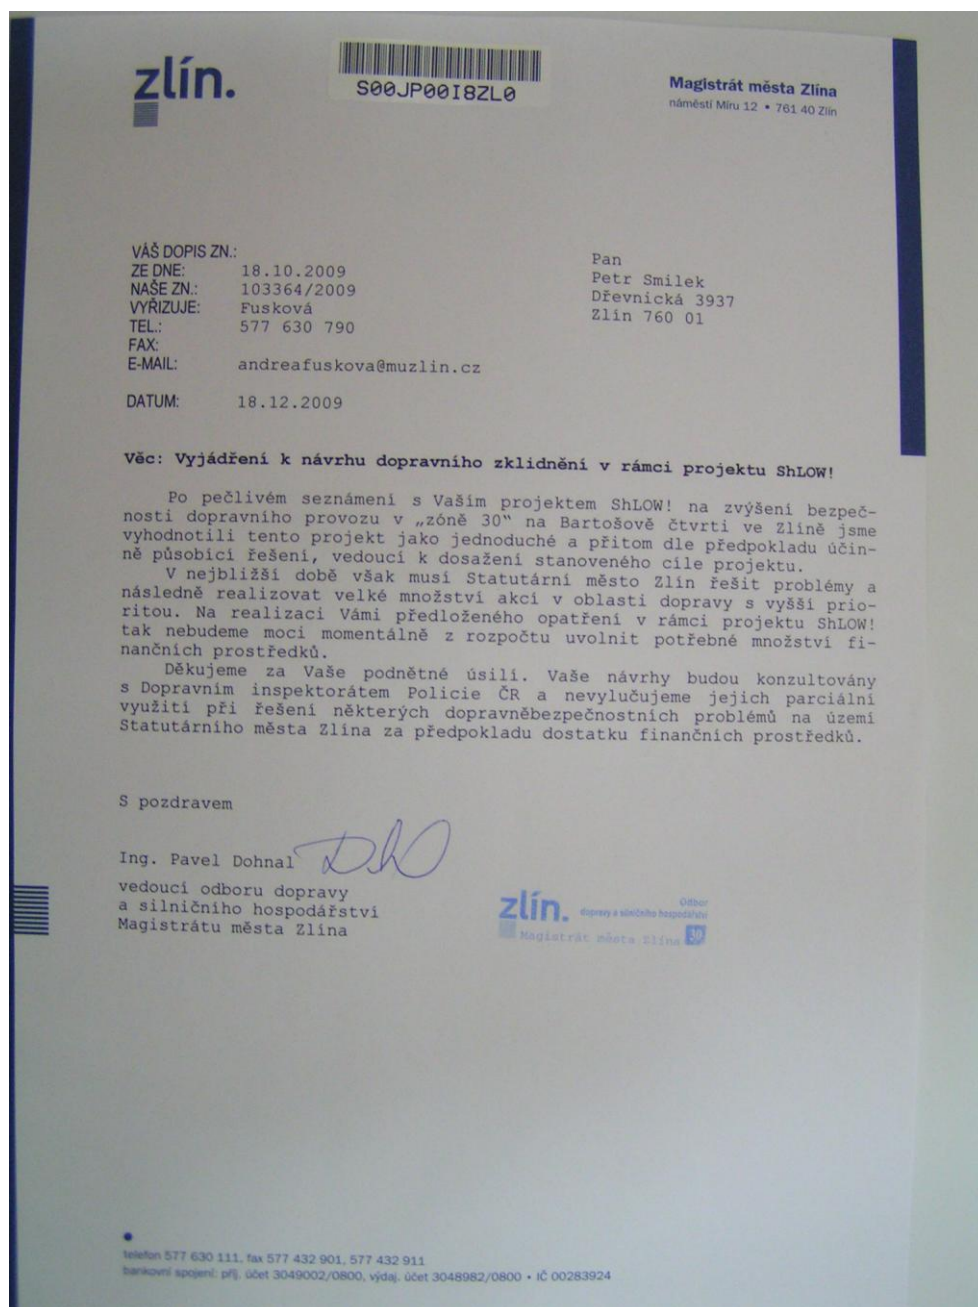 zlín.
S00JP00I8ZL0
Magistrát města Zlína
náměstí Míru 12 • 761 40 Zlín
VÁŠ DOPIS ZN.:
ZE DNE: 18.10.2009
NAŠE ZN.: 103364/2009
VYŘIZUJE: Fusková
TEL.: 577 630 790
FAX:
E-MAIL: andreafuskova@muzlin.cz
DATUM: 18.12.2009
Pan
Petr Smilek
Dřevnická 3937
Zlín 760 01
Věc: Vyjádření k návrhu dopravního zklidnění v rámci projektu ShLOW!
Po pečlivém seznámení s Vaším projektem ShLOW! na zvýšení bezpeč-
nosti dopravního provozu v „zóně 30“ na Bartošově čtvrti ve Zlíně jsme
vyhodnotili tento projekt jako jednoduché a přitom dle předpokladu účin-
ně působící řešení, vedoucí k dosažení stanoveného cíle projektu.
V nejbližší době však musí Statutární město Zlín řešit problémy a
následně realizovat velké množství akcí v oblasti dopravy s vyšší prio-
ritou. Na realizaci Vámi předloženého opatření v rámci projektu ShLOW!
tak nebudeme moci momentálně z rozpočtu uvolnit potřebné množství fi-
nančních prostředků.
Děkujeme za Vaše podnětné úsilí. Vaše návrhy budou konzultovány
s Dopravním inspektorátem Policie ČR a nevylučujeme jejich parciální
využití při řešení některých dopravněbezpečnostních problémů na území
Statutárního města Zlína za předpokladu dostatku finančních prostředků.
S pozdravem
Ing. Pavel Dohnal
vedoucí odboru dopravy
a silničního hospodářství
Magistrátu města Zlína
zlín.
Odbor
dopravy a silničního hospodářství
Magistrát města Zlína 30
telefon 577 630 111, fax 577 432 901, 577 432 911
bankovní spojení: příj. účet 3049002/0800, výdaj. účet 3048982/0800 • IČ 00283924